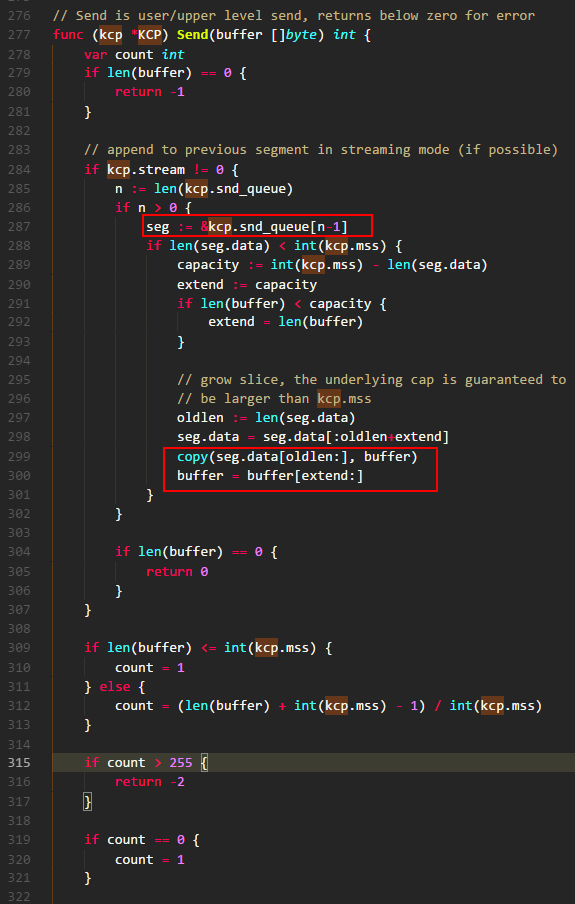 276 // Send is user/upper level send, returns below zero for error
277 func (kcp *KCP) Send(buffer []byte) int {
278     var count int
279     if len(buffer) == 0 {
280         return -1
281     }
282
283     // append to previous segment in streaming mode (if possible)
284     if kcp.stream != 0 {
285         n := len(kcp.snd_queue)
286         if n > 0 {
287             seg := &kcp.snd_queue[n-1]
288             if len(seg.data) < int(kcp.mss) {
289                 capacity := int(kcp.mss) - len(seg.data)
290                 extend := capacity
291                 if len(buffer) < capacity {
292                     extend = len(buffer)
293                 }
294
295                 // grow slice, the underlying cap is guaranteed to
296                 // be larger than kcp.mss
297                 oldlen := len(seg.data)
298                 seg.data = seg.data[:oldlen+extend]
299                 copy(seg.data[oldlen:], buffer)
300                 buffer = buffer[extend:]
301             }
302         }
303
304         if len(buffer) == 0 {
305             return 0
306         }
307     }
308
309     if len(buffer) <= int(kcp.mss) {
310         count = 1
311     } else {
312         count = (len(buffer) + int(kcp.mss) - 1) / int(kcp.mss)
313     }
314
315     if count > 255 {
316         return -2
317     }
318
319     if count == 0 {
320         count = 1
321     }
322